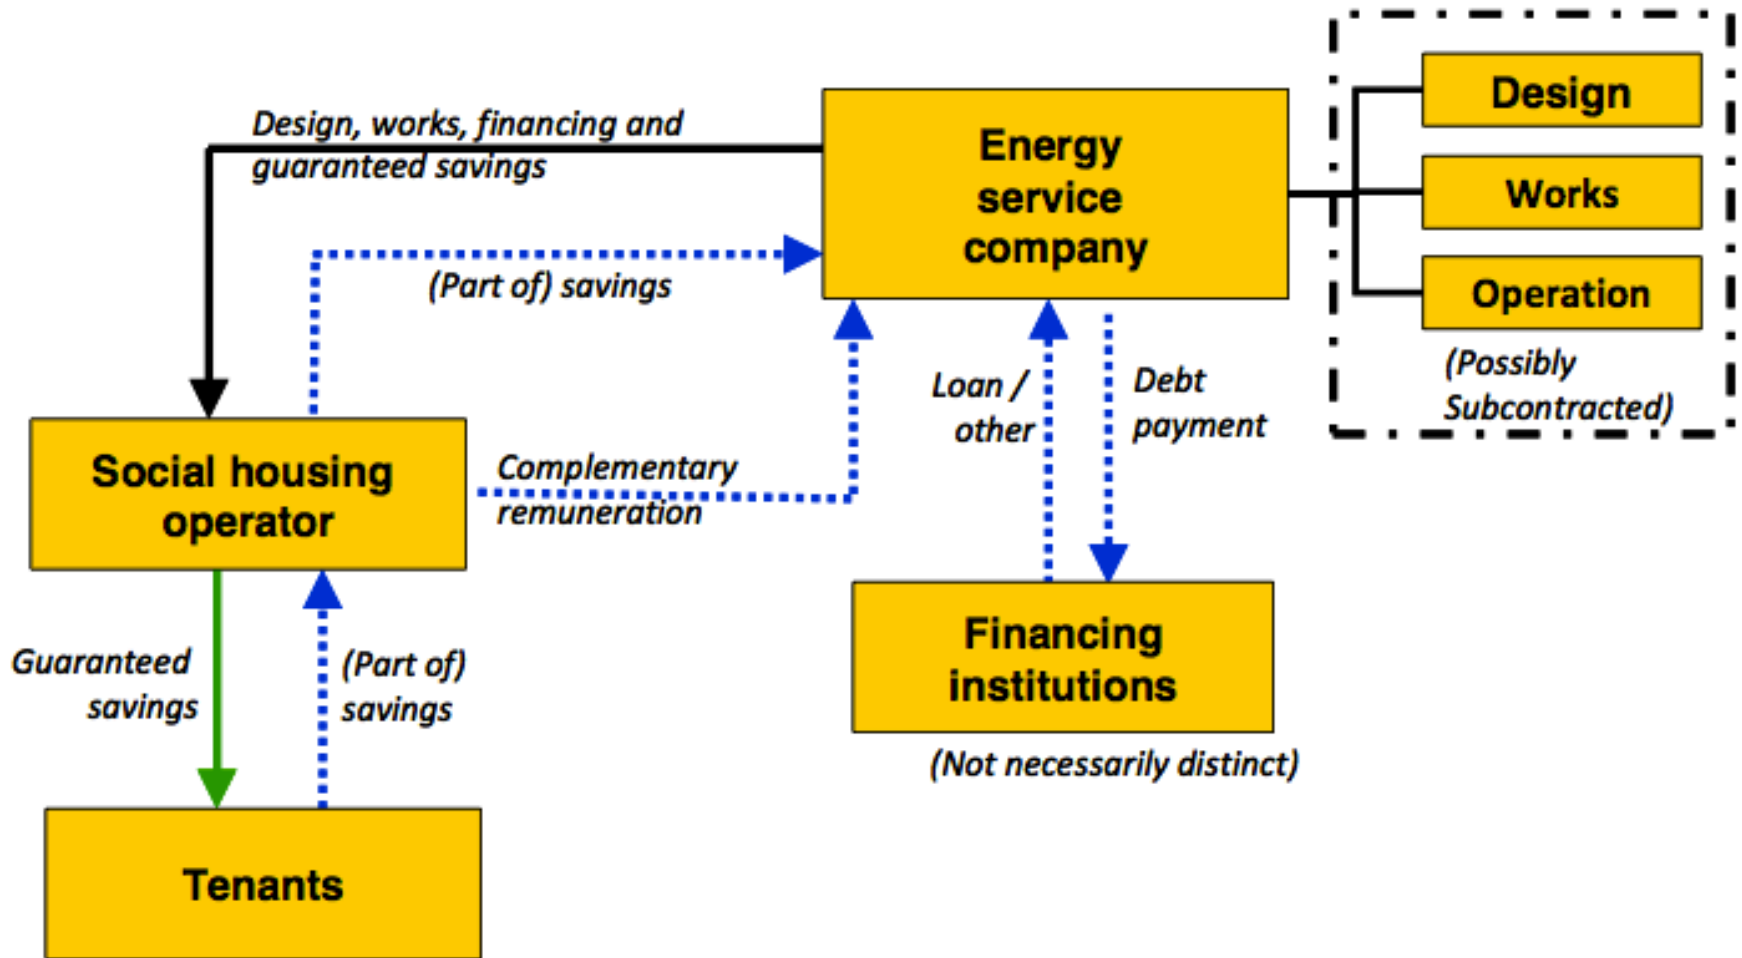 Design, works, financing and
guaranteed savings
Energy
service
company
Design
Works
Operation
(Possibly
Subcontracted)
(Part of) savings
Loan /
other
Debt
payment
Social housing
operator
Complementary
remuneration
Financing
institutions
(Not necessarily distinct)
Guaranteed
savings
(Part of)
savings
Tenants